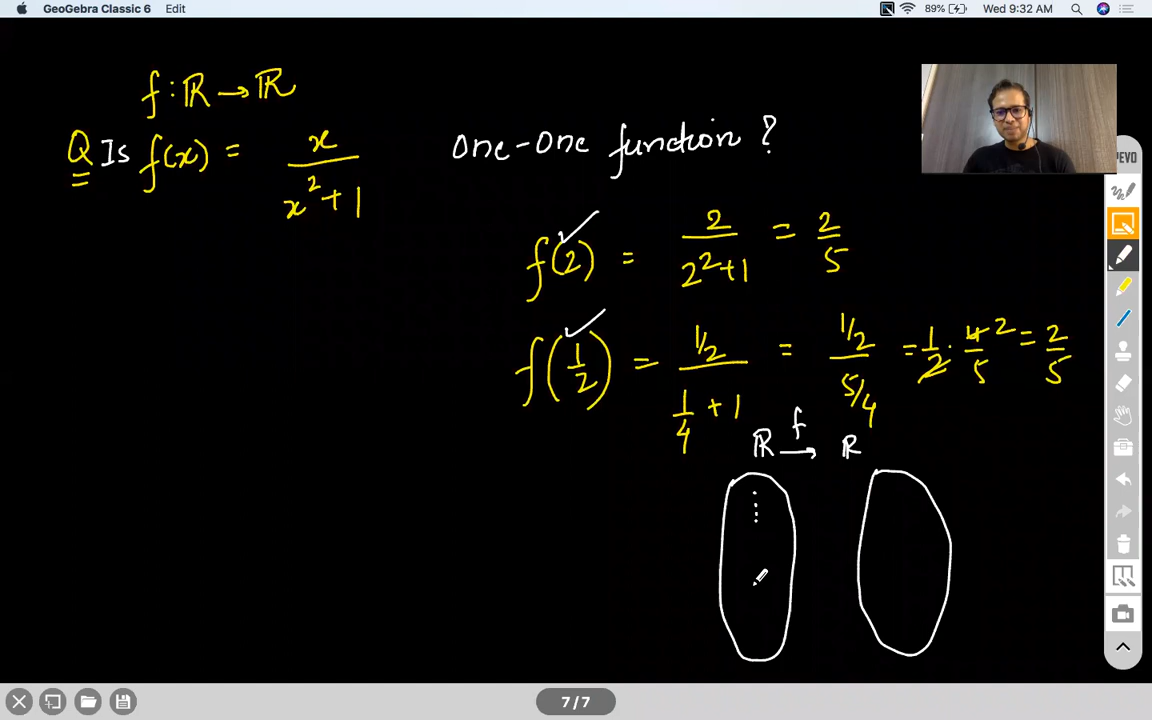 GeoGebra Classic 6 Edit 89% Wed 9:32 AM
f : ℝ → ℝ
Q Is f(x) = x/(x²+1) one-one function ?
f(2) = 2/(2²+1) = 2/5
f(1/2) = (1/2)/(1/4 + 1) = (1/2)/(5/4) = 1/2 · 4/5 2 = 2/5
f
ℝ → ℝ
7 / 7